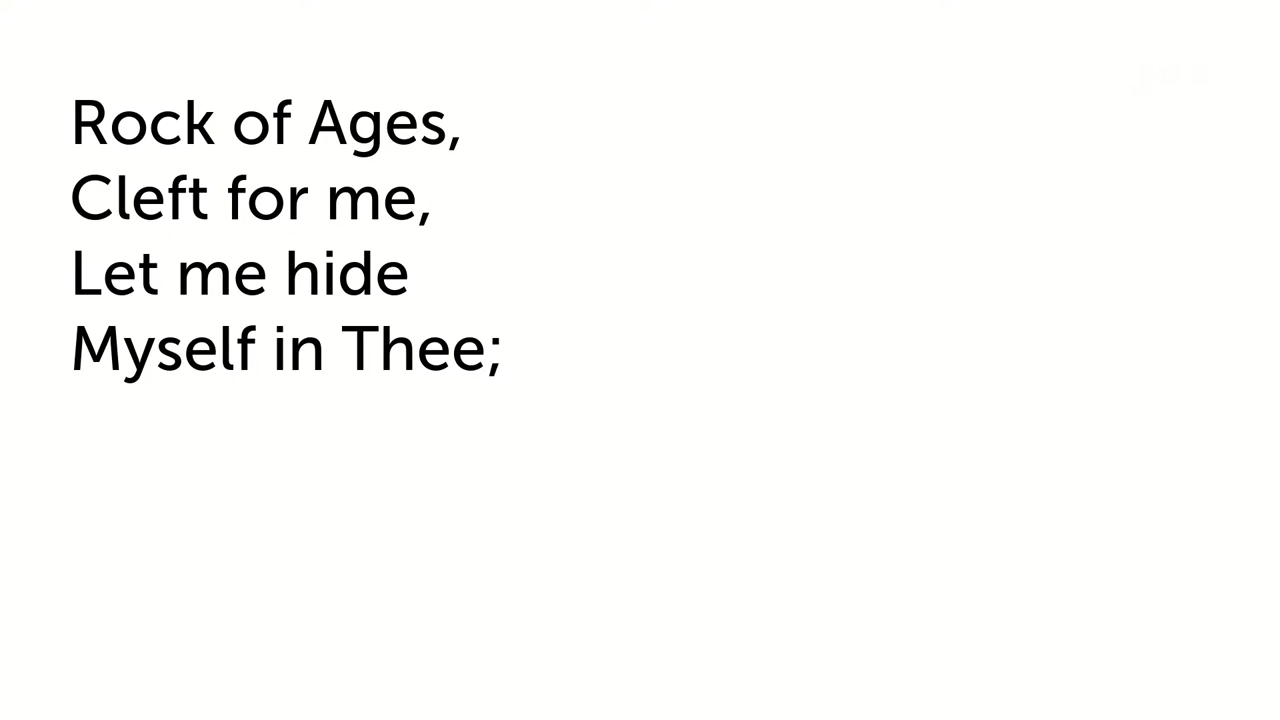 Rock of Ages,
Cleft for me,
Let me hide
Myself in Thee;